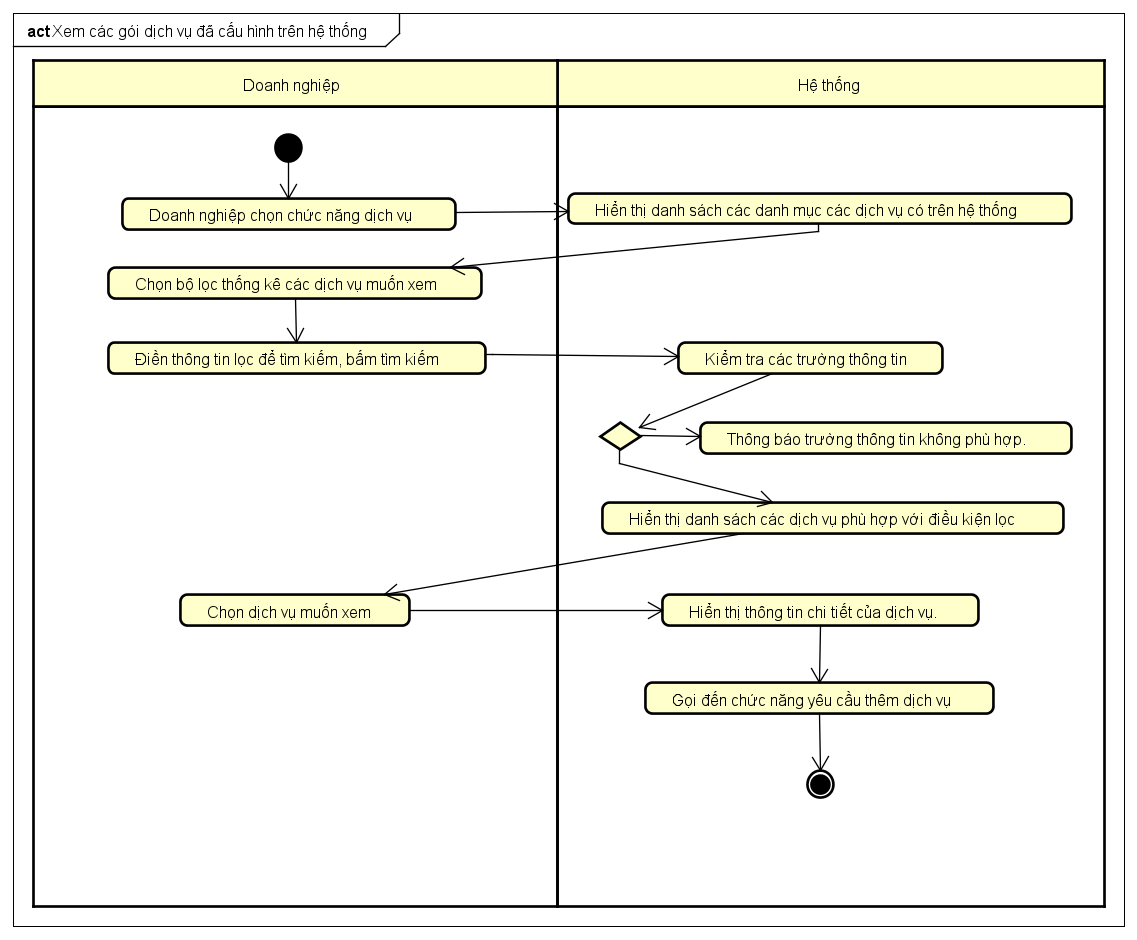 act Xem các gói dịch vụ đã cấu hình trên hệ thống
Doanh nghiệp
Hệ thống
Doanh nghiệp chọn chức năng dịch vụ
Hiển thị danh sách các danh mục các dịch vụ có trên hệ thống
Chọn bộ lọc thống kê các dịch vụ muốn xem
Điền thông tin lọc để tìm kiếm, bấm tìm kiếm
Kiểm tra các trường thông tin
Thông báo trường thông tin không phù hợp.
Hiển thị danh sách các dịch vụ phù hợp với điều kiện lọc
Chọn dịch vụ muốn xem
Hiển thị thông tin chi tiết của dịch vụ.
Gọi đến chức năng yêu cầu thêm dịch vụ